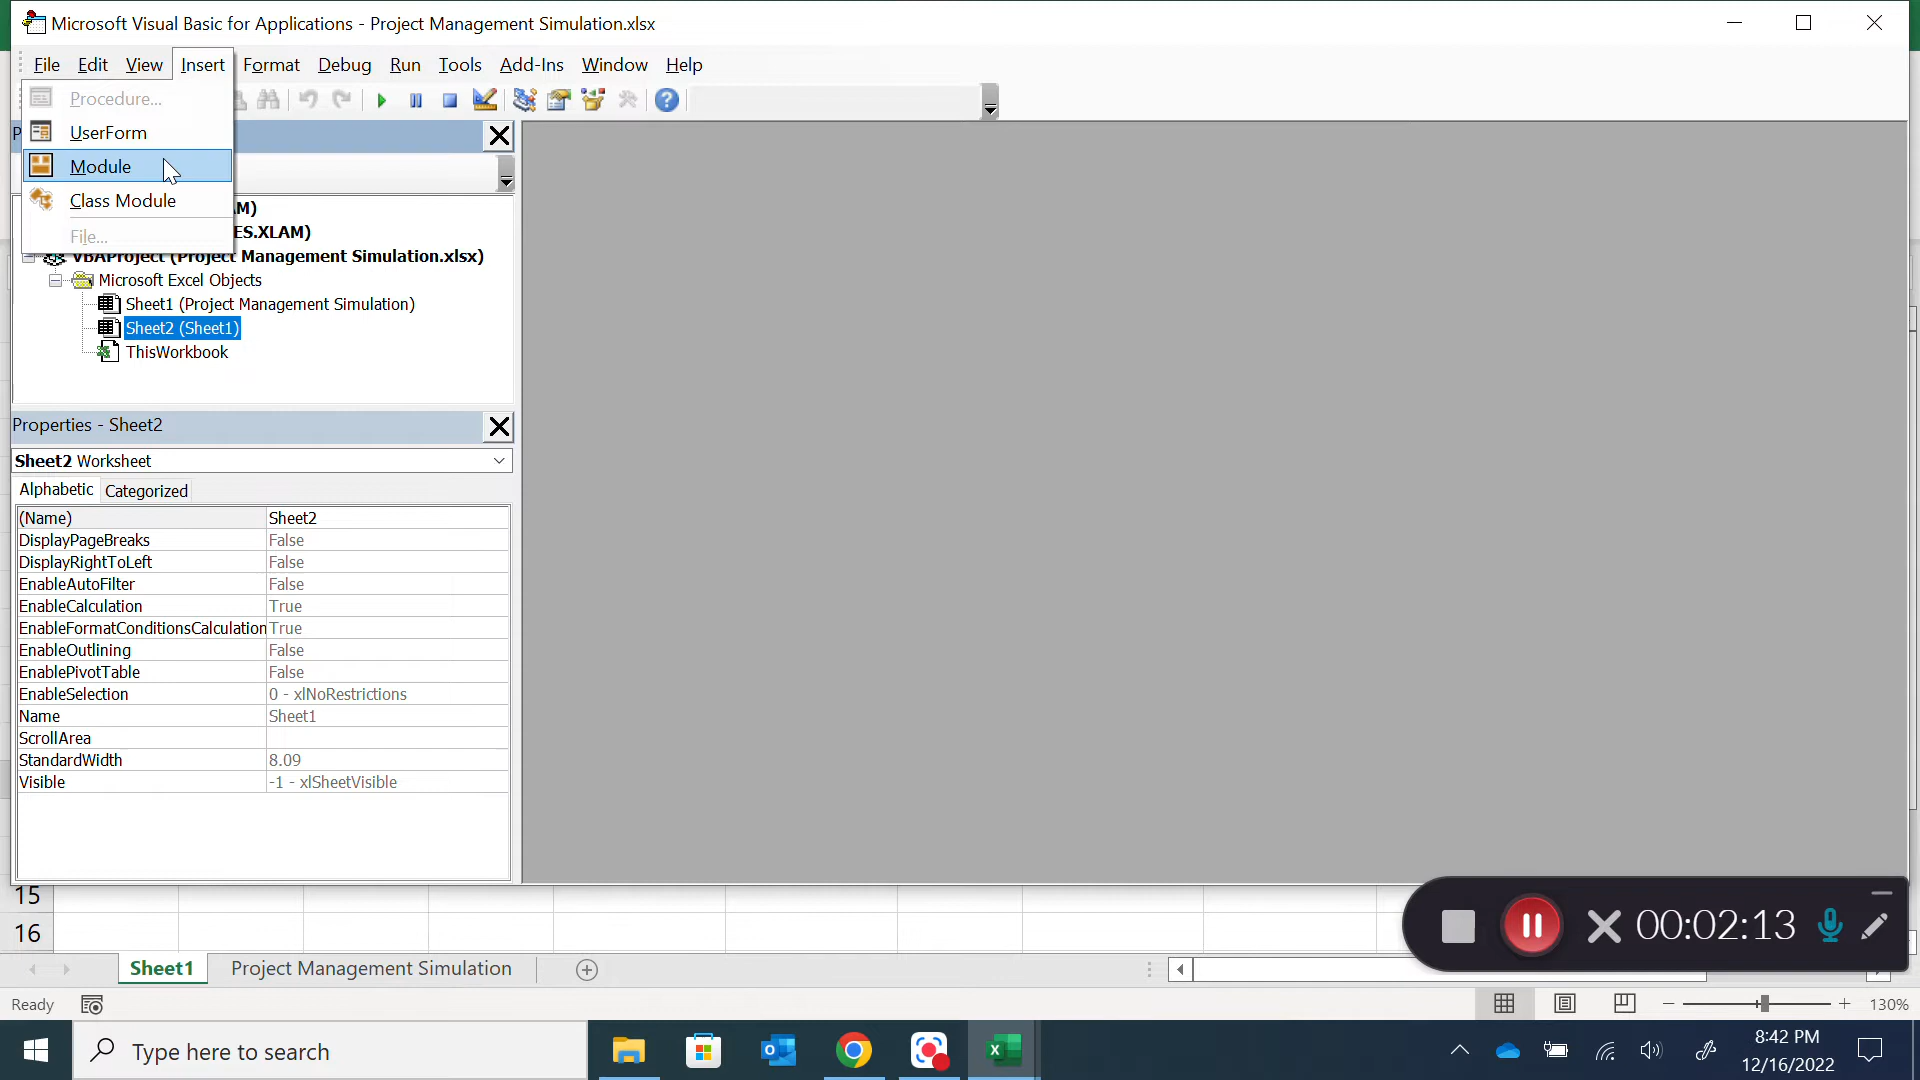 Microsoft Visual Basic for Applications - Project Management Simulation.xlsx
File Edit View Insert Format Debug Run Tools Add-Ins Window Help
Procedure...
UserForm
Module
Class Module
File...
AM)
ES.XLAM)
VBAProject (Project Management Simulation.xlsx)
Microsoft Excel Objects
Sheet1 (Project Management Simulation)
Sheet2 (Sheet1)
ThisWorkbook
Properties - Sheet2
Sheet2 Worksheet
Alphabetic Categorized
(Name) Sheet2
DisplayPageBreaks False
DisplayRightToLeft False
EnableAutoFilter False
EnableCalculation True
EnableFormatConditionsCalculation True
EnableOutlining False
EnablePivotTable False
EnableSelection 0 - xlNoRestrictions
Name Sheet1
ScrollArea
StandardWidth 8.09
Visible -1 - xlSheetVisible
15
16
00:02:13
Sheet1 Project Management Simulation
Ready 130%
Type here to search
8:42 PM
12/16/2022